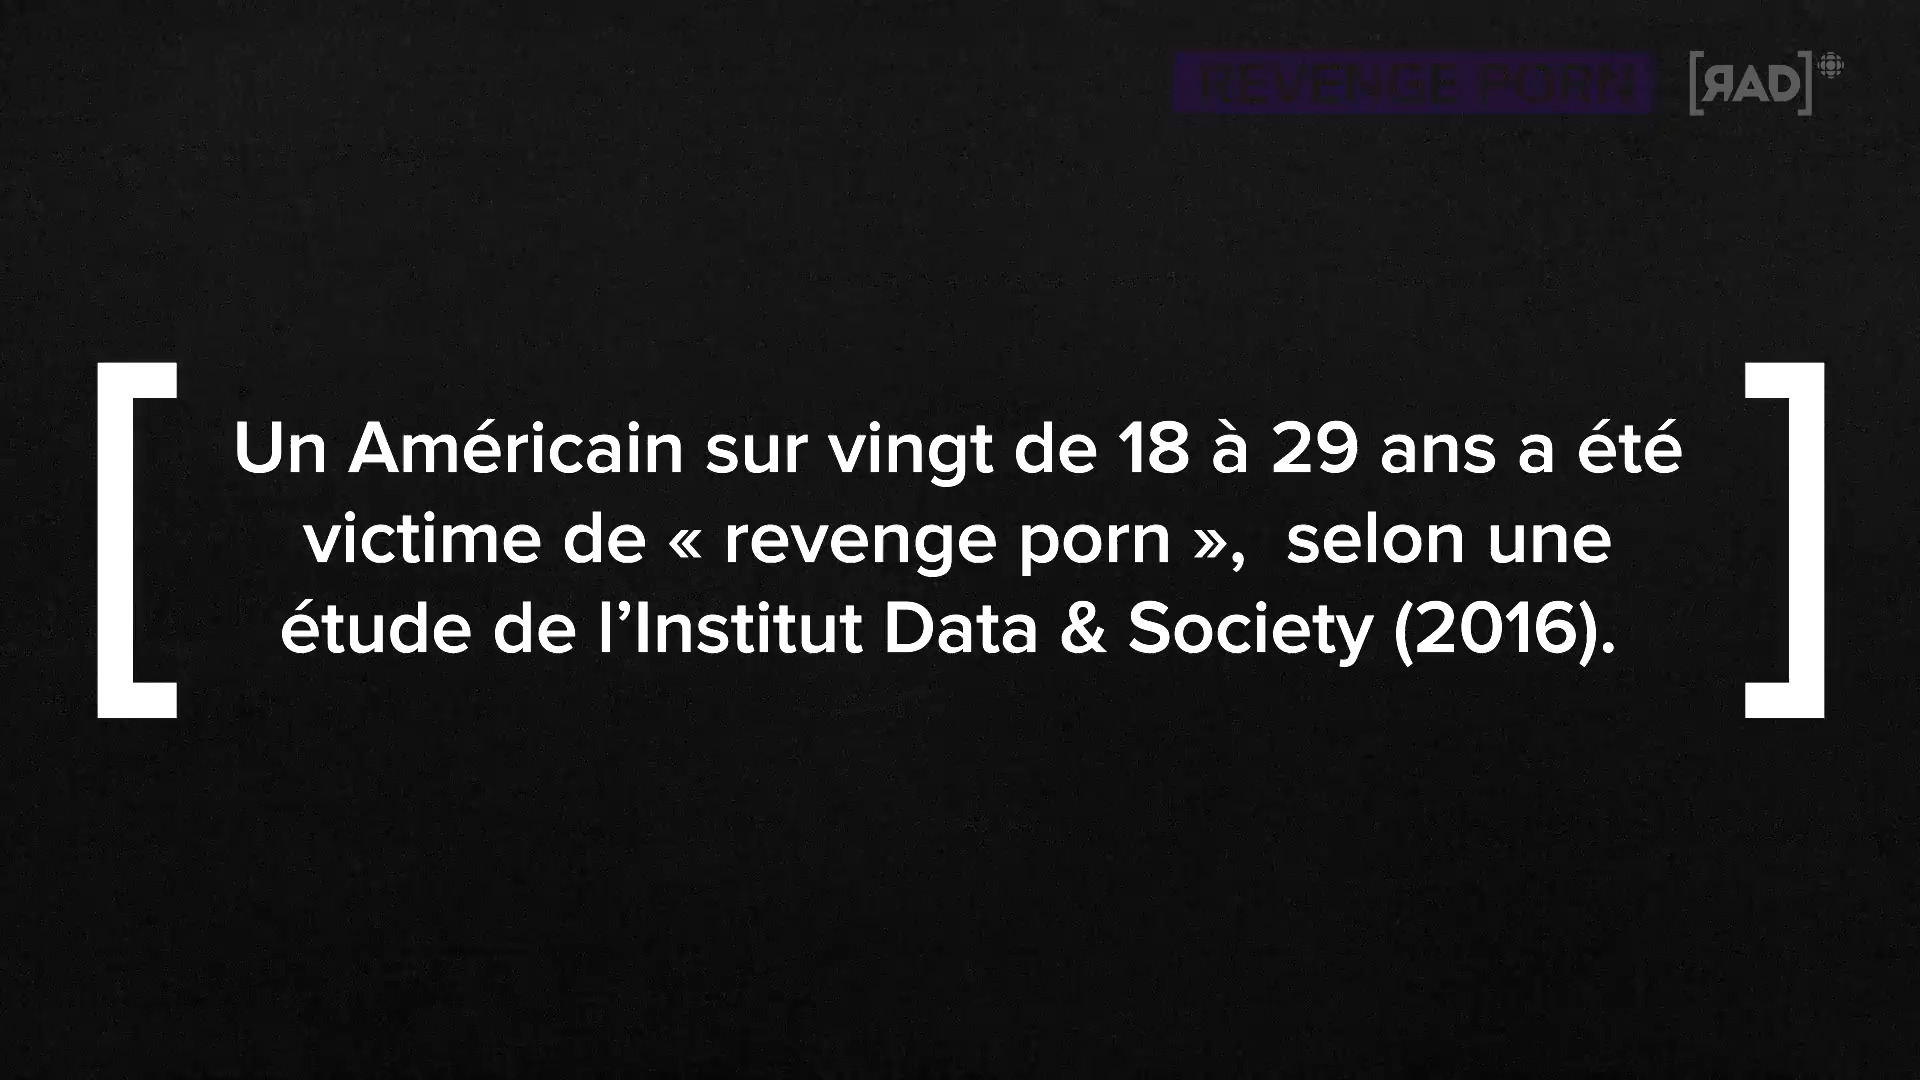 REVENGE PORN
[ЯAD]
Un Américain sur vingt de 18 à 29 ans a été
victime de « revenge porn », selon une
étude de l’Institut Data & Society (2016).